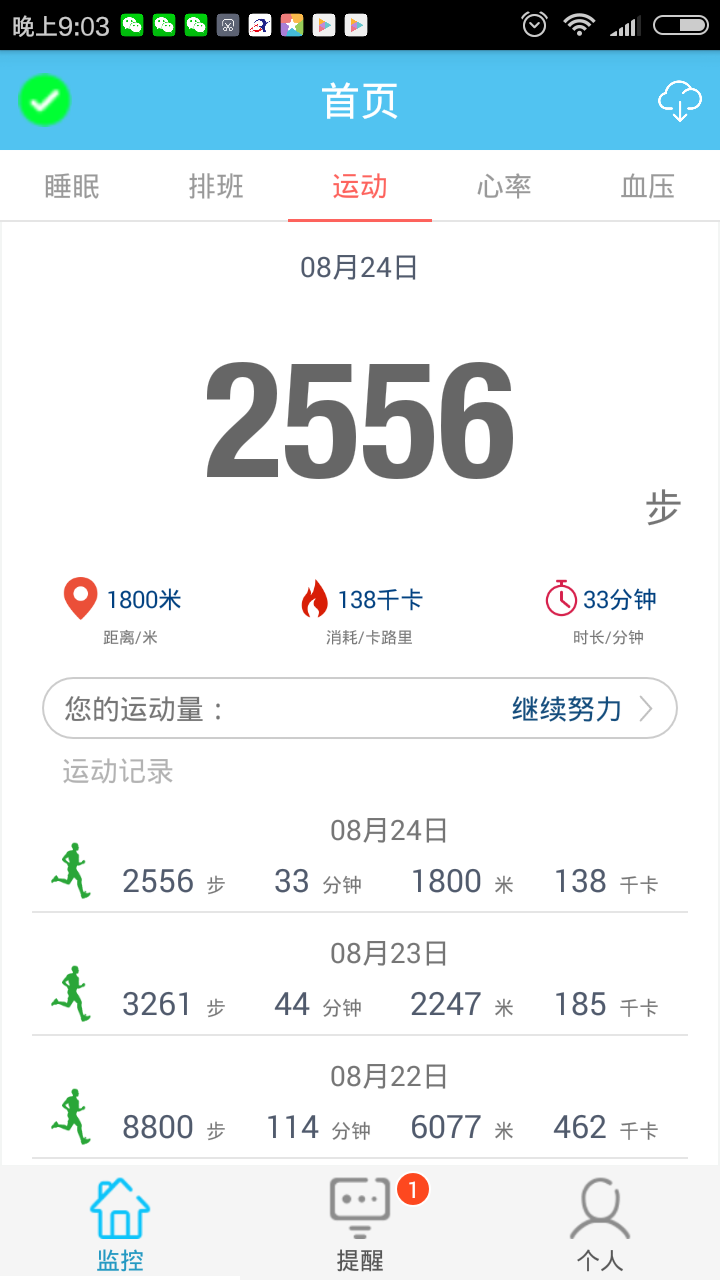 晚上9:03
首页
睡眠 排班 运动 心率 血压
08月24日
2556
步
1800米 138千卡 33分钟
距离/米 消耗/卡路里 时长/分钟
您的运动量： 继续努力
运动记录
08月24日
2556 步 33 分钟 1800 米 138 千卡
08月23日
3261 步 44 分钟 2247 米 185 千卡
08月22日
8800 步 114 分钟 6077 米 462 千卡
1
监控 提醒 个人